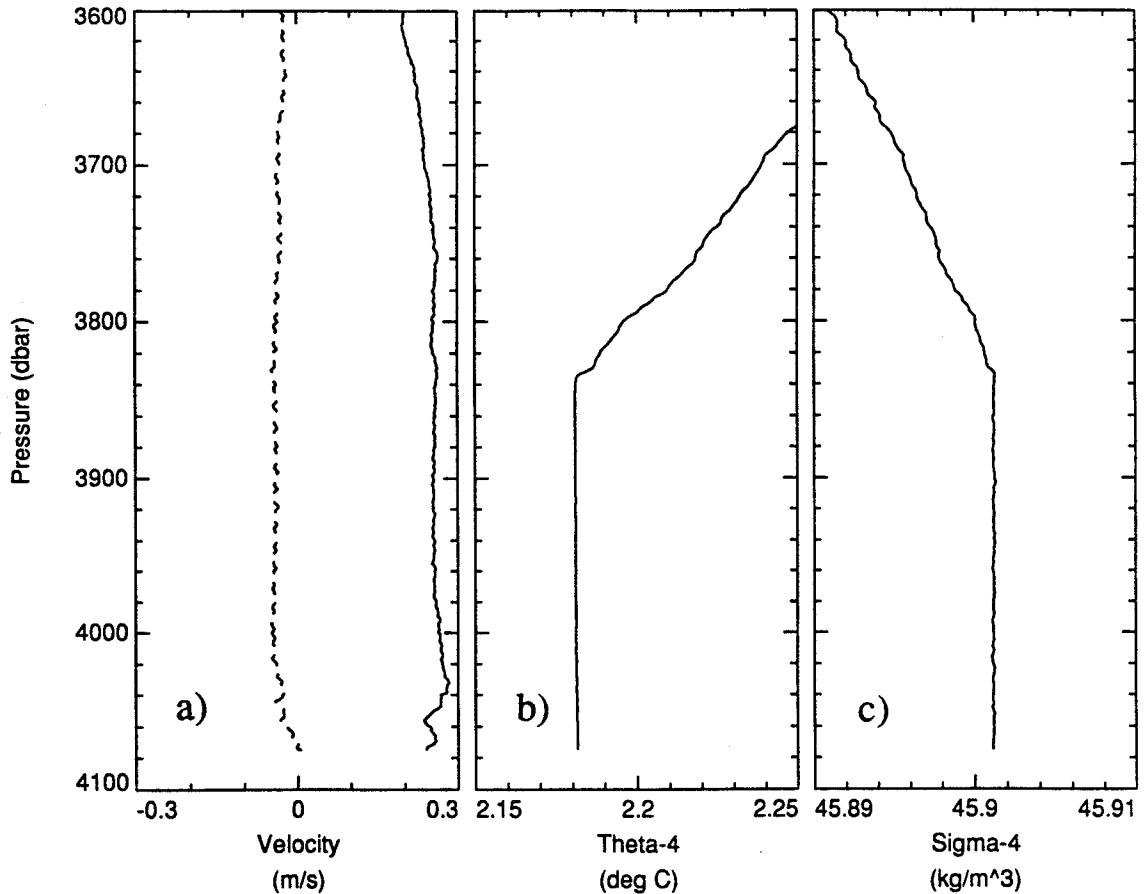 3600
3700
3800
3900
4000
4100
Pressure (dbar)
a)
b)
c)
-0.3 0 0.3
2.15 2.2 2.25
45.89 45.9 45.91
Velocity
(m/s)
Theta-4
(deg C)
Sigma-4
(kg/m^3)